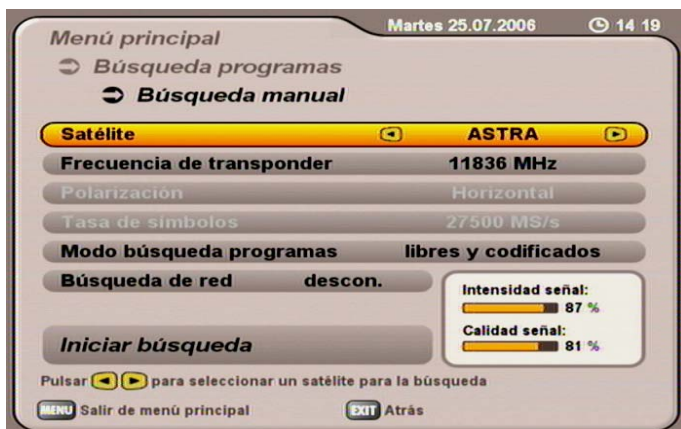 Martes 25.07.2006 14 19
Menú principal
Búsqueda programas
Búsqueda manual
Satélite ASTRA
Frecuencia de transponder 11836 MHz
Polarización Horizontal
Tasa de símbolos 27500 MS/s
Modo búsqueda programas libres y codificados
Búsqueda de red descon.
Intensidad señal:
87 %
Calidad señal:
81 %
Iniciar búsqueda
Pulsar para seleccionar un satélite para la búsqueda
MENU Salir de menú principal EXIT Atrás